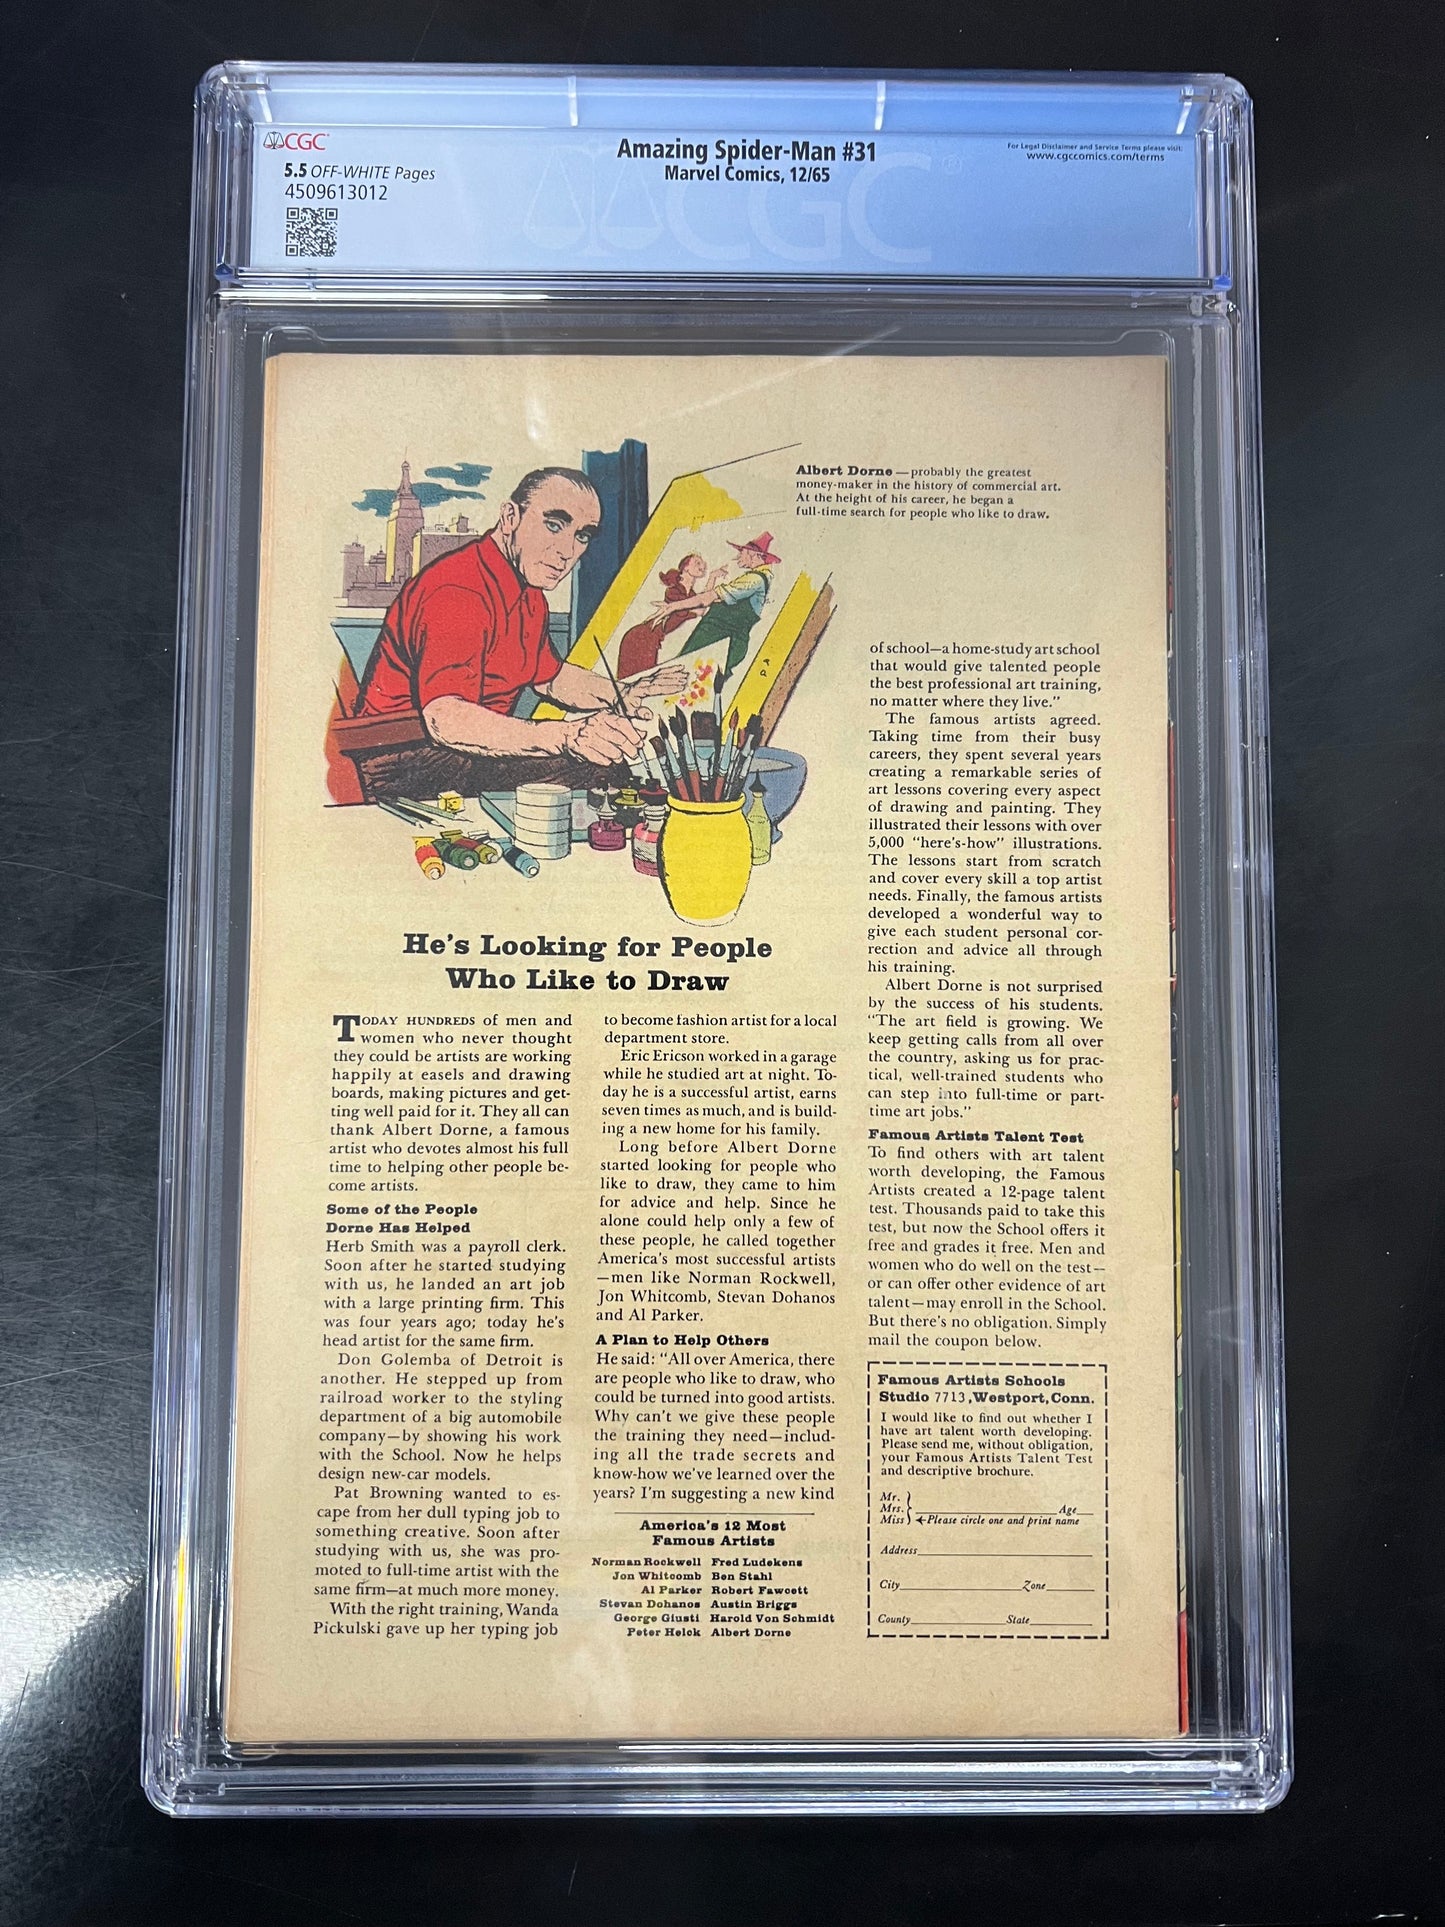 CGC
5.5 OFF-WHITE Pages
4509613012
Amazing Spider-Man #31
Marvel Comics, 12/65
For Legal Disclaimer and Service Terms please visit:
www.cgccomics.com/terms
CGC
Albert Dorne — probably the greatest
money-maker in the history of commercial art.
At the height of his career, he began a
full-time search for people who like to draw.
He's Looking for People
Who Like to Draw
TODAY HUNDREDS of men and
women who never thought
they could be artists are working
happily at easels and drawing
boards, making pictures and get-
ting well paid for it. They all can
thank Albert Dorne, a famous
artist who devotes almost his full
time to helping other people be-
come artists.
Some of the People
Dorne Has Helped
Herb Smith was a payroll clerk.
Soon after he started studying
with us, he landed an art job
with a large printing firm. This
was four years ago; today he's
head artist for the same firm.
Don Golemba of Detroit is
another. He stepped up from
railroad worker to the styling
department of a big automobile
company—by showing his work
with the School. Now he helps
design new-car models.
Pat Browning wanted to es-
cape from her dull typing job to
something creative. Soon after
studying with us, she was pro-
moted to full-time artist with the
same firm—at much more money.
With the right training, Wanda
Pickulski gave up her typing job
to become fashion artist for a local
department store.
Eric Ericson worked in a garage
while he studied art at night. To-
day he is a successful artist, earns
seven times as much, and is build-
ing a new home for his family.
Long before Albert Dorne
started looking for people who
like to draw, they came to him
for advice and help. Since he
alone could help only a few of
these people, he called together
America's most successful artists
—men like Norman Rockwell,
Jon Whitcomb, Stevan Dohanos
and Al Parker.
A Plan to Help Others
He said: "All over America, there
are people who like to draw, who
could be turned into good artists.
Why can't we give these people
the training they need—includ-
ing all the trade secrets and
know-how we've learned over the
years? I'm suggesting a new kind
America's 12 Most
Famous Artists
Norman Rockwell Fred Ludekens
Jon Whitcomb Ben Stahl
Al Parker Robert Fawcett
Stevan Dohanos Austin Briggs
George Giusti Harold Von Schmidt
Peter Helck Albert Dorne
of school—a home-study art school
that would give talented people
the best professional art training,
no matter where they live."
The famous artists agreed.
Taking time from their busy
careers, they spent several years
creating a remarkable series of
art lessons covering every aspect
of drawing and painting. They
illustrated their lessons with over
5,000 "here's-how" illustrations.
The lessons start from scratch
and cover every skill a top artist
needs. Finally, the famous artists
developed a wonderful way to
give each student personal cor-
rection and advice all through
his training.
Albert Dorne is not surprised
by the success of his students.
"The art field is growing. We
keep getting calls from all over
the country, asking us for prac-
tical, well-trained students who
can step into full-time or part-
time art jobs."
Famous Artists Talent Test
To find others with art talent
worth developing, the Famous
Artists created a 12-page talent
test. Thousands paid to take this
test, but now the School offers it
free and grades it free. Men and
women who do well on the test—
or can offer other evidence of art
talent—may enroll in the School.
But there's no obligation. Simply
mail the coupon below.
Famous Artists Schools
Studio 7713, Westport, Conn.
I would like to find out whether I
have art talent worth developing.
Please send me, without obligation,
your Famous Artists Talent Test
and descriptive brochure.
Mr.
Mrs. Age
Miss Please circle one and print name
Address
City Zone
County State